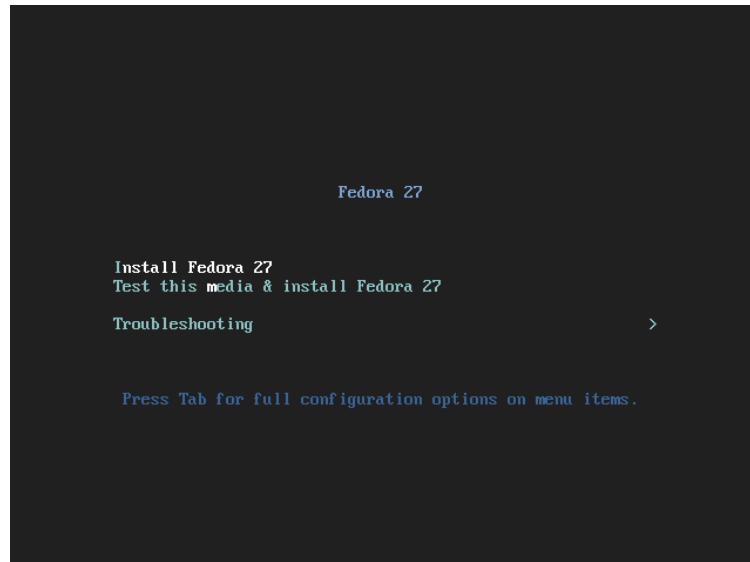 Fedora 27
Install Fedora 27
Test this media & install Fedora 27
Troubleshooting >
Press Tab for full configuration options on menu items.